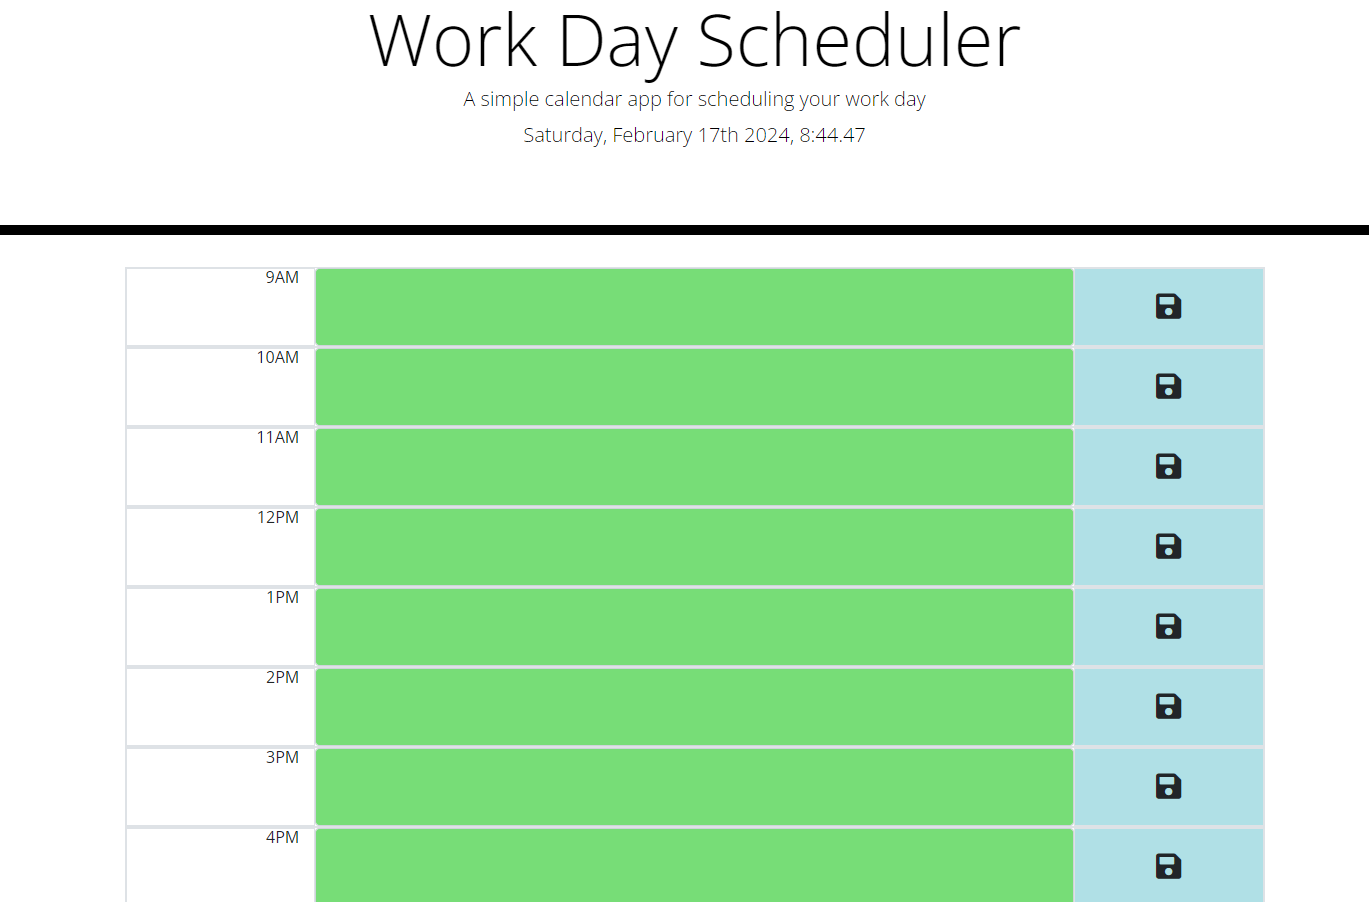 Work Day Scheduler
A simple calendar app for scheduling your work day
Saturday, February 17th 2024, 8:44.47
9AM
10AM
11AM
12PM
1PM
2PM
3PM
4PM